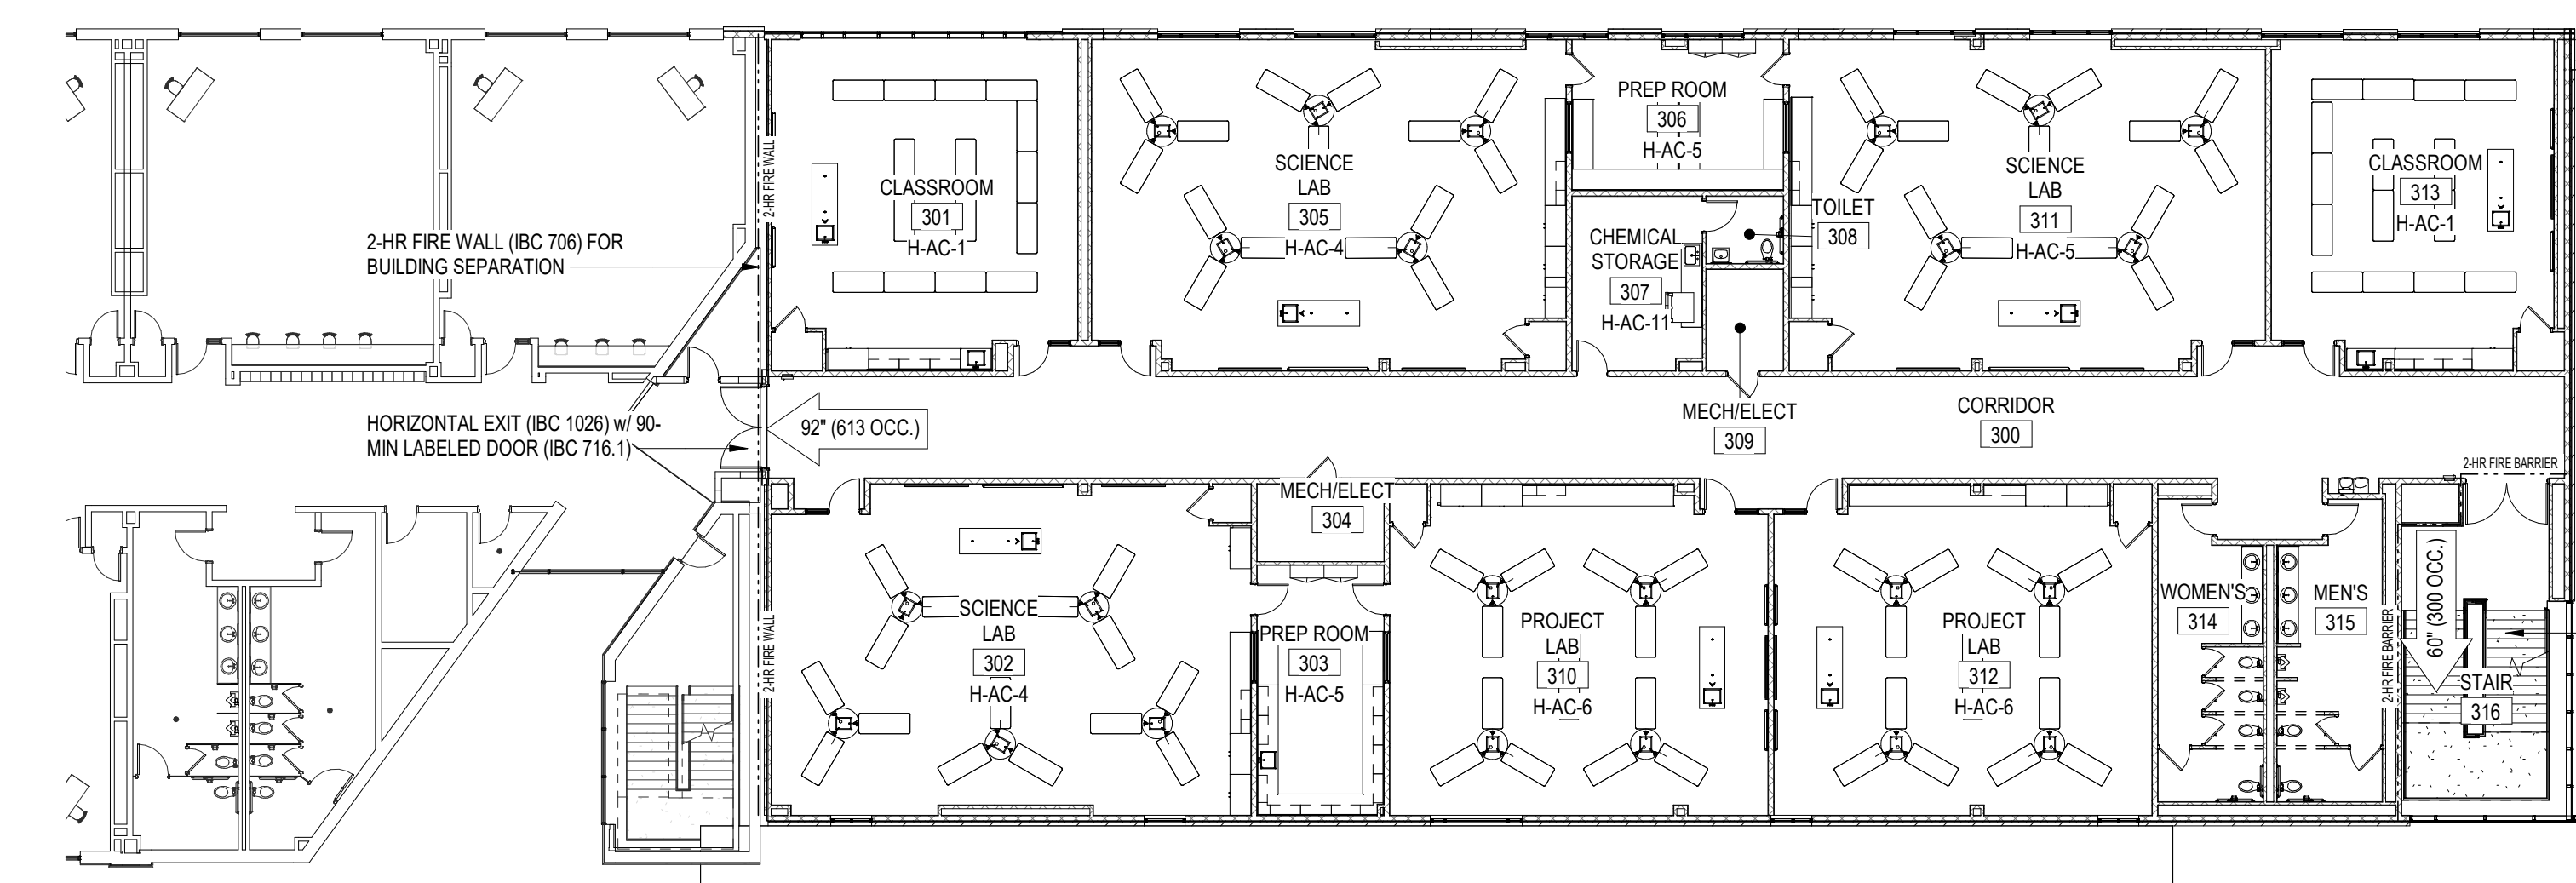 2-HR FIRE WALL (IBC 706) FOR
BUILDING SEPARATION
HORIZONTAL EXIT (IBC 1026) w/ 90-
MIN LABELED DOOR (IBC 716.1)
2-HR FIRE WALL
92" (613 OCC.)
CLASSROOM
301
H-AC-1
SCIENCE
LAB
305
H-AC-4
PREP ROOM
306
H-AC-5
CHEMICAL
STORAGE
307
H-AC-11
TOILET
308
SCIENCE
LAB
311
H-AC-5
CLASSROOM
313
H-AC-1
MECH/ELECT
309
CORRIDOR
300
2-HR FIRE BARRIER
2-HR FIRE WALL
SCIENCE
LAB
302
H-AC-4
MECH/ELECT
304
PREP ROOM
303
H-AC-5
PROJECT
LAB
310
H-AC-6
PROJECT
LAB
312
H-AC-6
WOMEN'S
314
MEN'S
315
2-HR FIRE BARRIER
60" (300 OCC.)
STAIR
316